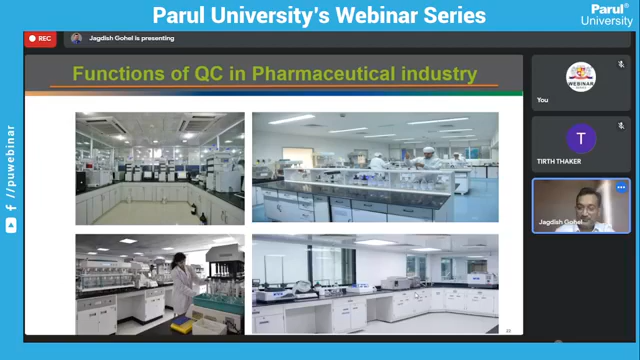 Parul University's Webinar Series
Parul®
University
REC
Jagdish Gohel is presenting
Functions of QC in Pharmaceutical industry
WEBINAR
You
T
TIRTH THAKER
Jagdish Gohel
//puwebinar